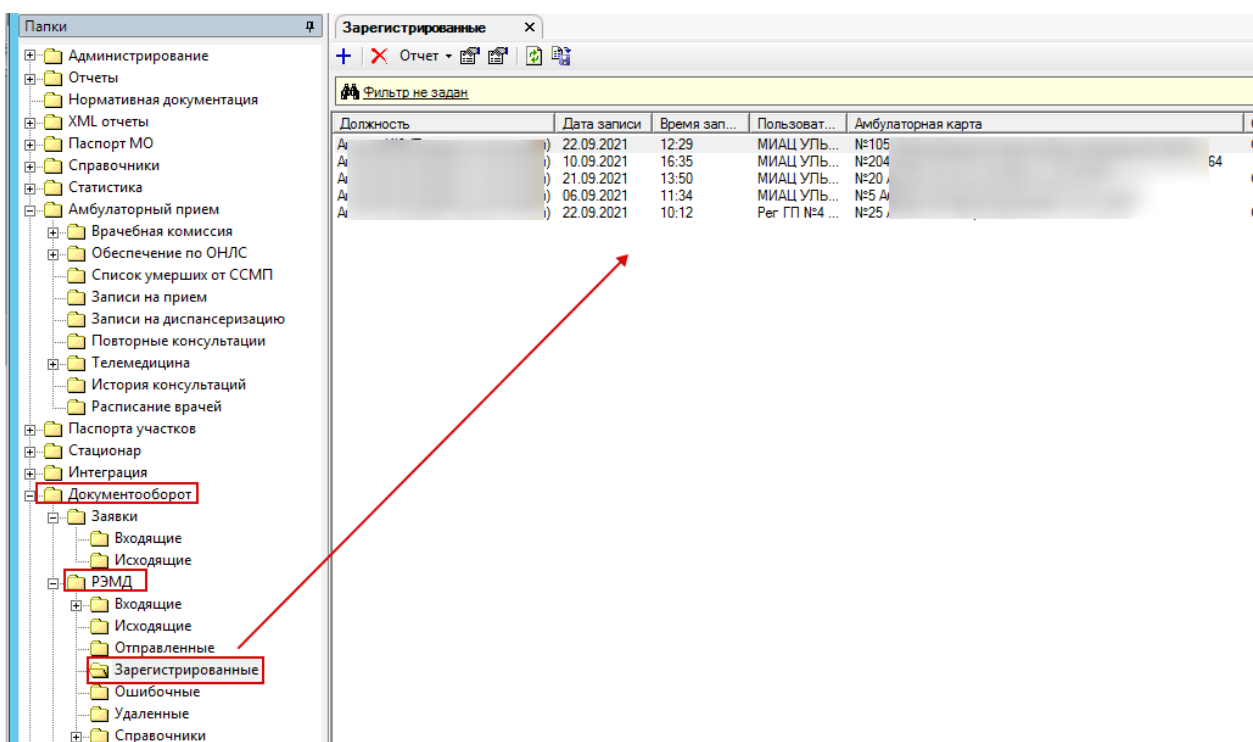 Папки
Администрирование
Отчеты
Нормативная документация
XML отчеты
Паспорт МО
Справочники
Статистика
Амбулаторный прием
Врачебная комиссия
Обеспечение по ОНЛС
Список умерших от ССМП
Записи на прием
Записи на диспансеризацию
Повторные консультации
Телемедицина
История консультаций
Расписание врачей
Паспорта участков
Стационар
Интеграция
Документооборот
Заявки
Входящие
Исходящие
РЭМД
Входящие
Исходящие
Отправленные
Зарегистрированные
Ошибочные
Удаленные
Справочники
Зарегистрированные
Отчет
Фильтр не задан
Должность Дата записи Время зап... Пользоват... Амбулаторная карта
22.09.2021 12:29 МИАЦ УЛЬ... №105
10.09.2021 16:35 МИАЦ УЛЬ... №204 64
21.09.2021 13:50 МИАЦ УЛЬ... №20
06.09.2021 11:34 МИАЦ УЛЬ... №5
22.09.2021 10:12 Рег ГП №4 ... №25